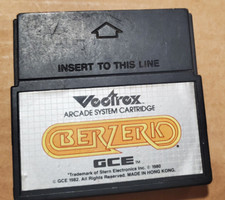 INSERT TO THIS LINE
Vectrex
ARCADE SYSTEM CARTRIDGE
BERZERK
GCE
*Trademark of Stern Electronics Inc. © 1980
© GCE 1982. All Rights Reserved. MADE IN HONG KONG.